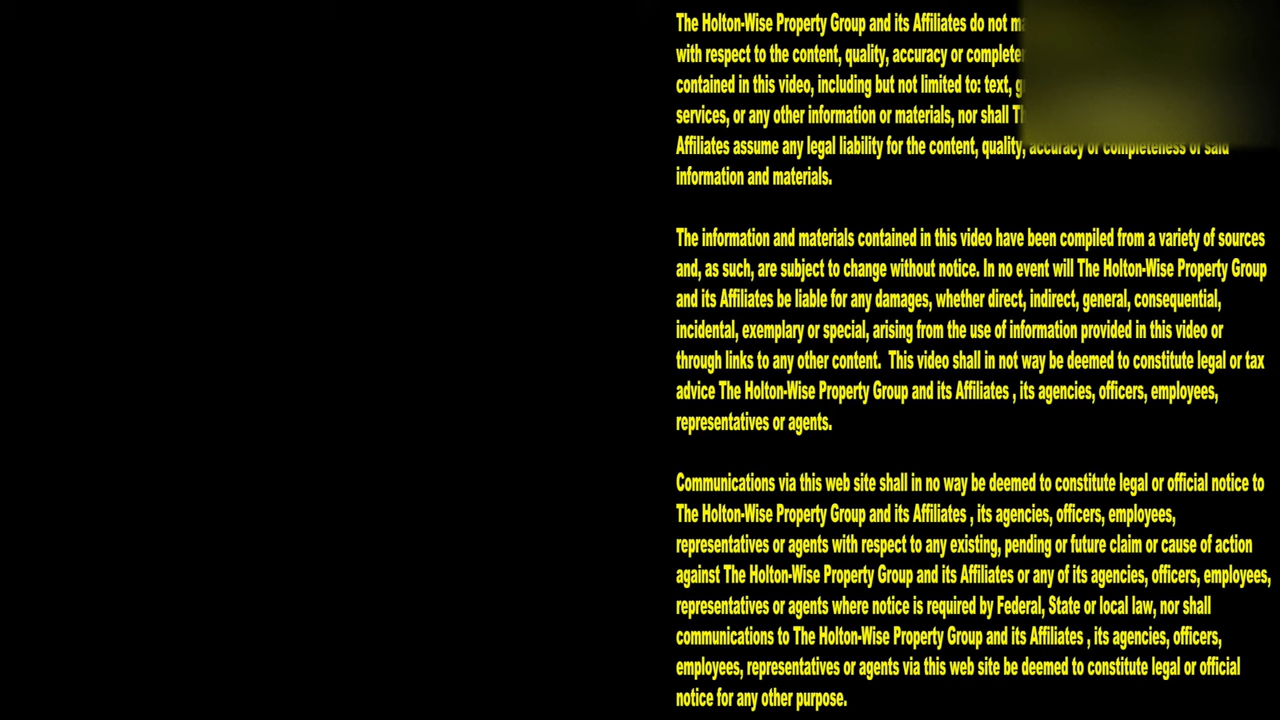 The Holton-Wise Property Group and its Affiliates do not
with respect to the content, quality, accuracy or
contained in this video, including but not limited to: text,
services, or any other information or materials, nor shall
Affiliates assume any legal liability for the content, quality, accuracy or completeness of said
information and materials.
The information and materials contained in this video have been compiled from a variety of sources
and, as such, are subject to change without notice. In no event will The Holton-Wise Property Group
and its Affiliates be liable for any damages, whether direct, indirect, general, consequential,
incidental, exemplary or special, arising from the use of information provided in this video or
through links to any other content.  This video shall in not way be deemed to constitute legal or tax
advice The Holton-Wise Property Group and its Affiliates , its agencies, officers, employees,
representatives or agents.
Communications via this web site shall in no way be deemed to constitute legal or official notice to
The Holton-Wise Property Group and its Affiliates , its agencies, officers, employees,
representatives or agents with respect to any existing, pending or future claim or cause of action
against The Holton-Wise Property Group and its Affiliates or any of its agencies, officers, employees,
representatives or agents where notice is required by Federal, State or local law, nor shall
communications to The Holton-Wise Property Group and its Affiliates , its agencies, officers,
employees, representatives or agents via this web site be deemed to constitute legal or official
notice for any other purpose.